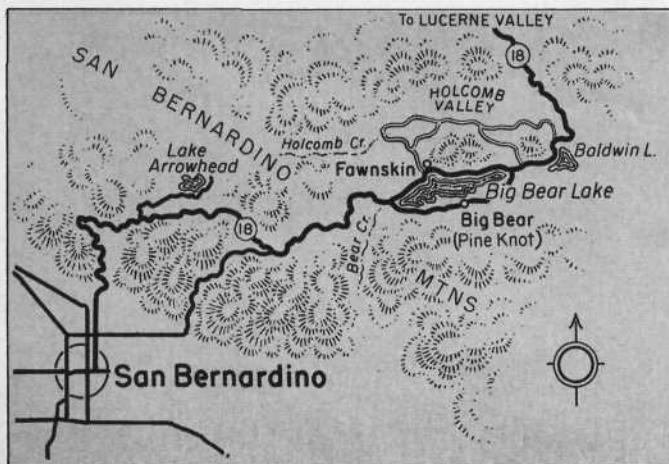 To LUCERNE VALLEY
18
SAN BERNARDINO MTNS
HOLCOMB
VALLEY
Holcomb Cr.
Baldwin L.
Lake
Arrowhead
Fawnskin
Big Bear Lake
Big Bear
(Pine Knot)
18
Bear Cr.
San Bernardino